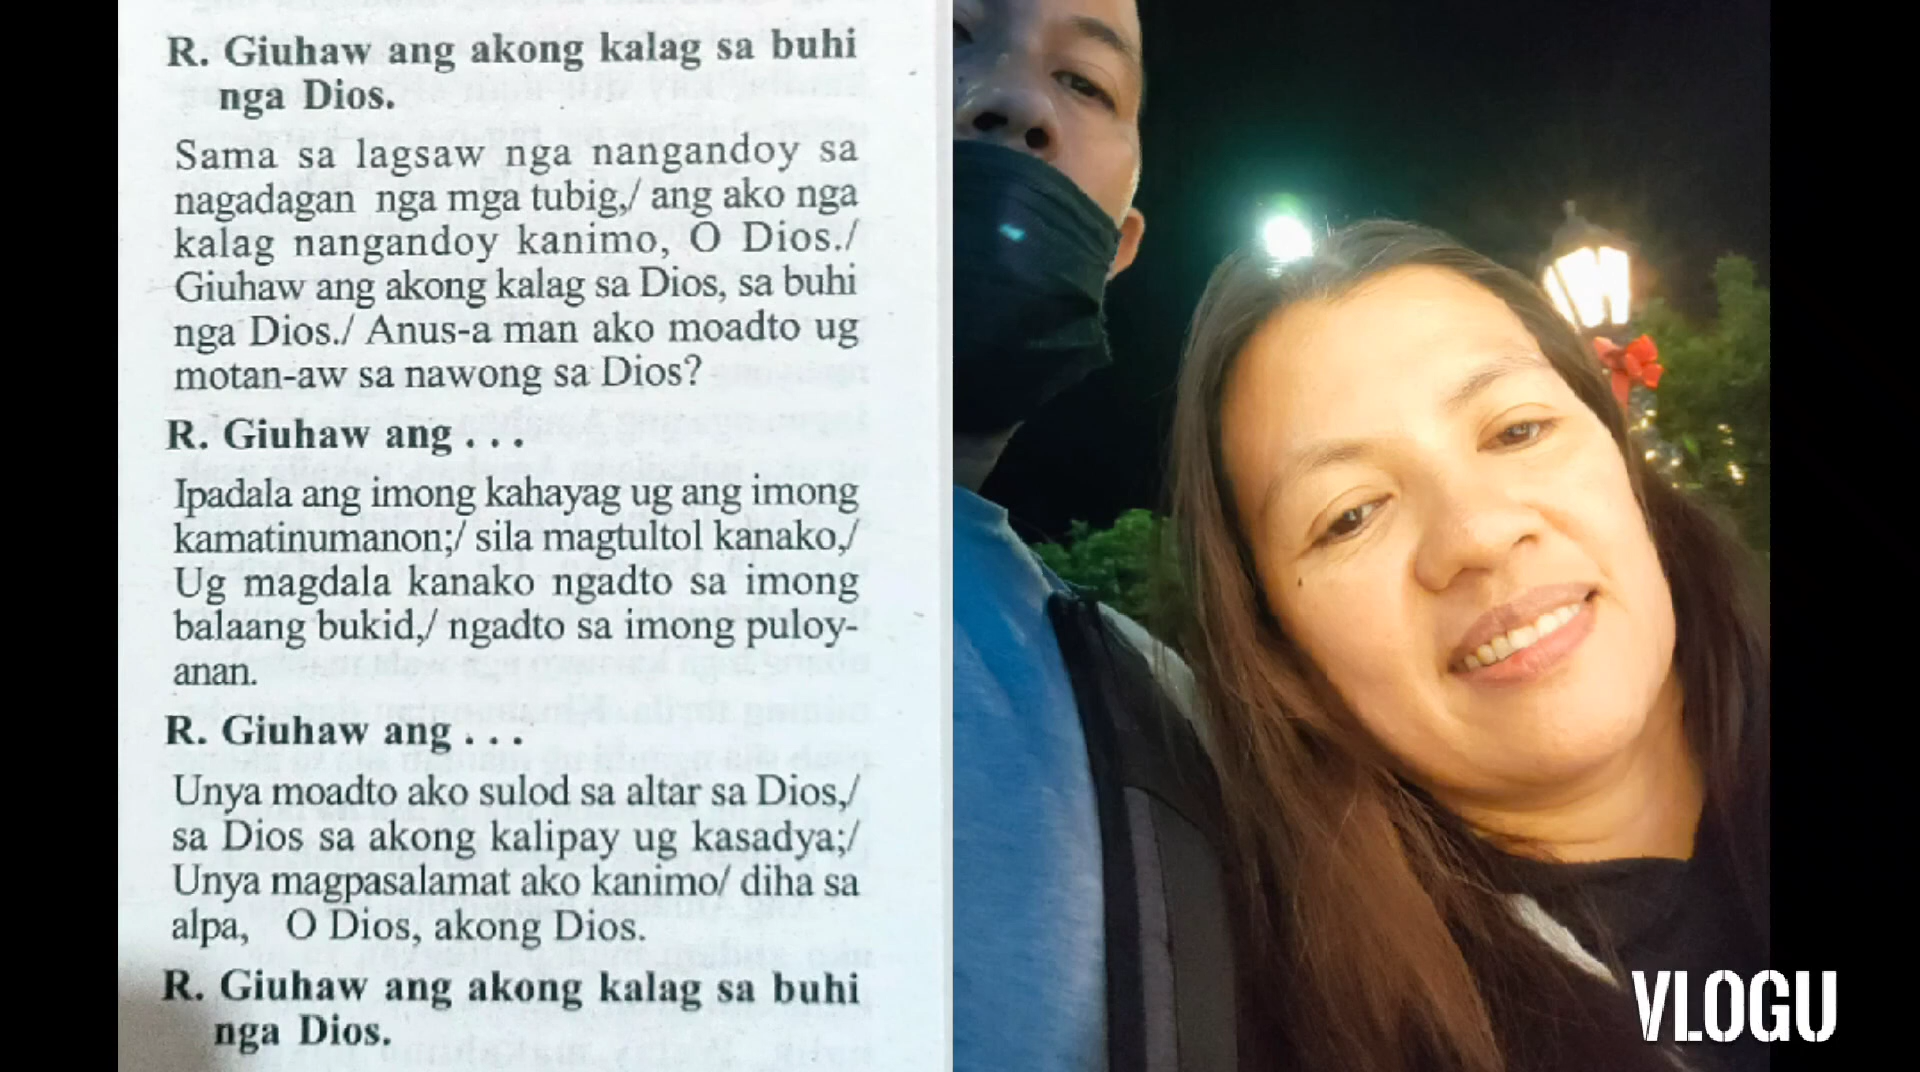 R. Giuhaw ang akong kalag sa buhi
nga Dios.
Sama sa lagsaw nga nangandoy sa
nagadagan nga mga tubig,/ ang ako nga
kalag nangandoy kanimo, O Dios./
Giuhaw ang akong kalag sa Dios, sa buhi
nga Dios./ Anus-a man ako moadto ug
motan-aw sa nawong sa Dios?
R. Giuhaw ang . . .
Ipadala ang imong kahayag ug ang imong
kamatinumanon;/ sila magtultol kanako,/
Ug magdala kanako ngadto sa imong
balaang bukid,/ ngadto sa imong puloy-
anan.
R. Giuhaw ang . . .
Unya moadto ako sulod sa altar sa Dios,/
sa Dios sa akong kalipay ug kasadya;/
Unya magpasalamat ako kanimo/ diha sa
alpa, O Dios, akong Dios.
R. Giuhaw ang akong kalag sa buhi
nga Dios.
VLOGU